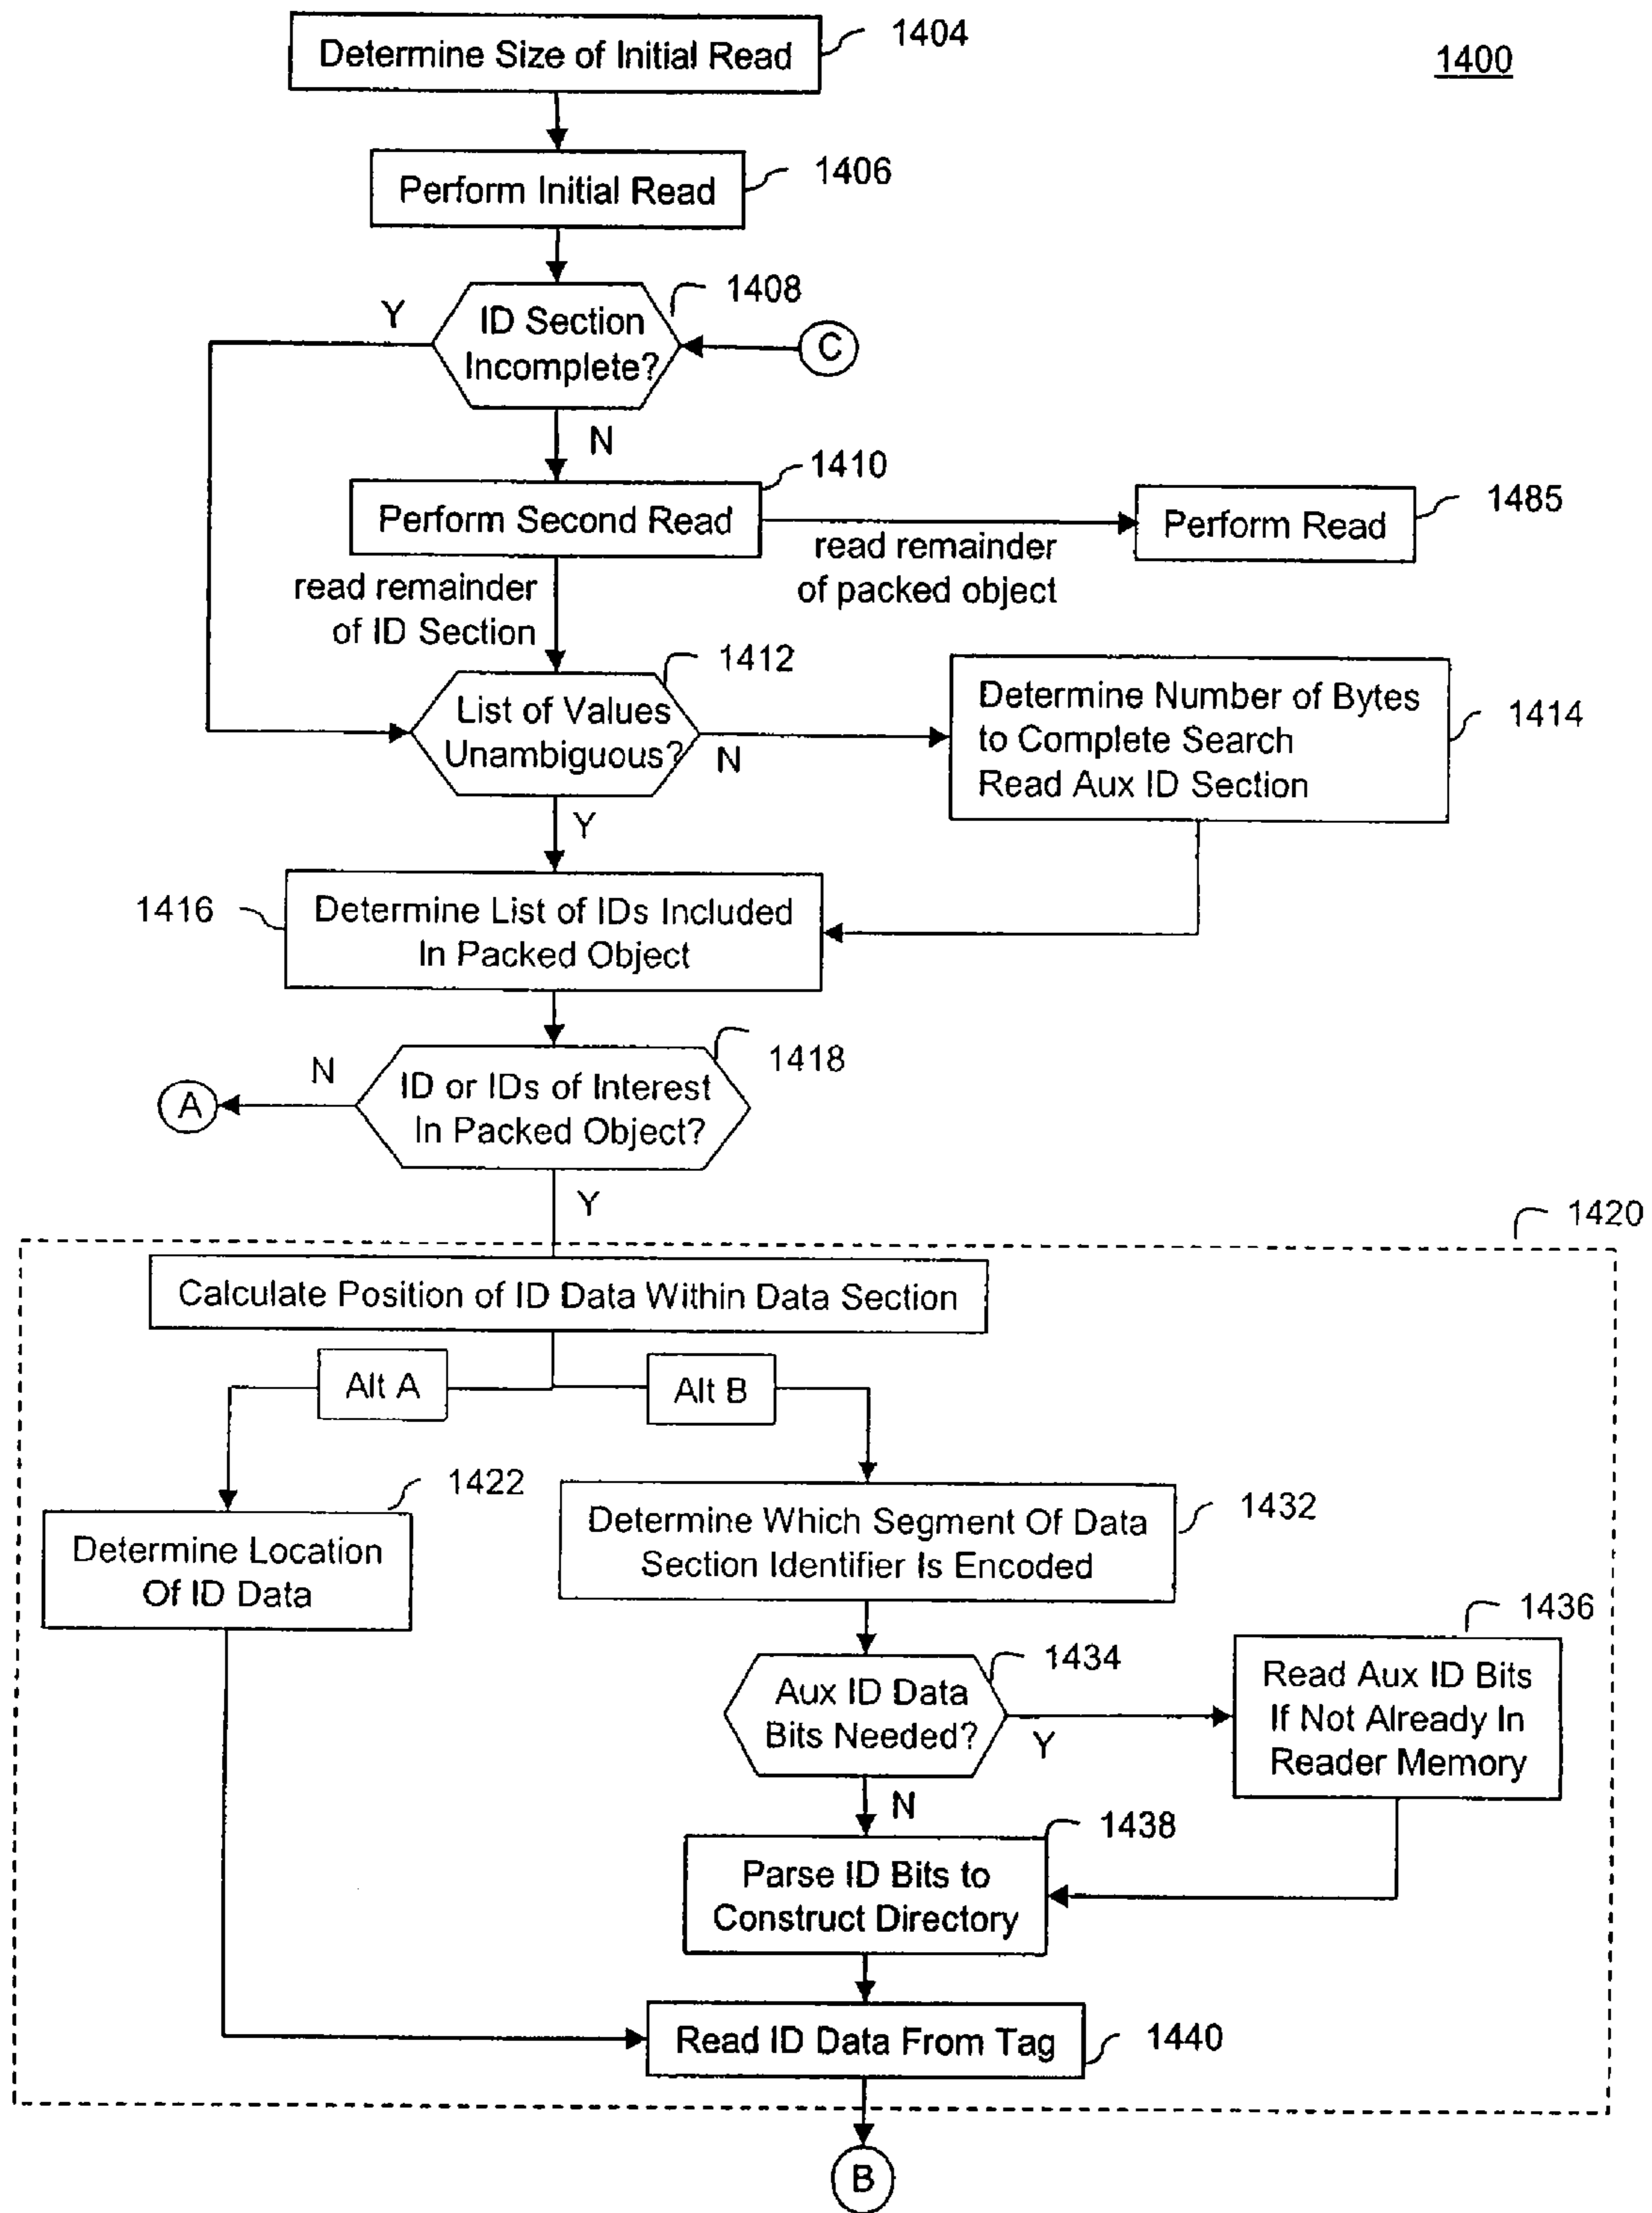 1400
Determine Size of Initial Read
1404
Perform Initial Read
1406
1408
Y
ID Section
Incomplete?
C
N
1410
Perform Second Read
1485
Perform Read
read remainder
of packed object
read remainder
of ID Section
1412
List of Values
Unambiguous?
N
Determine Number of Bytes
to Complete Search
Read Aux ID Section
1414
Y
1416
Determine List of IDs Included
In Packed Object
1418
N
A
ID or IDs of Interest
In Packed Object?
Y
1420
Calculate Position of ID Data Within Data Section
Alt A
Alt B
1422
Determine Location
Of ID Data
1432
Determine Which Segment Of Data
Section Identifier Is Encoded
1434
Aux ID Data
Bits Needed?
Y
1436
Read Aux ID Bits
If Not Already In
Reader Memory
N
1438
Parse ID Bits to
Construct Directory
Read ID Data From Tag
1440
B